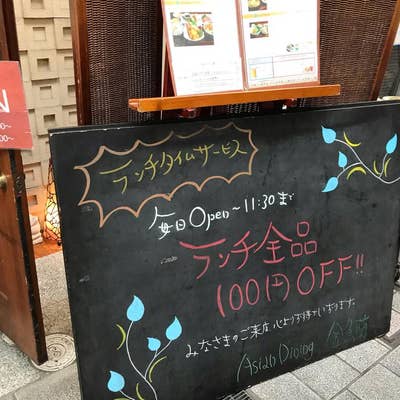 N
ランチタイムサービス
毎日Open～11:30まで
ランチ全品
100円OFF!!
みなさまのご来店心よりお待ちいたしております。
Asian Dining